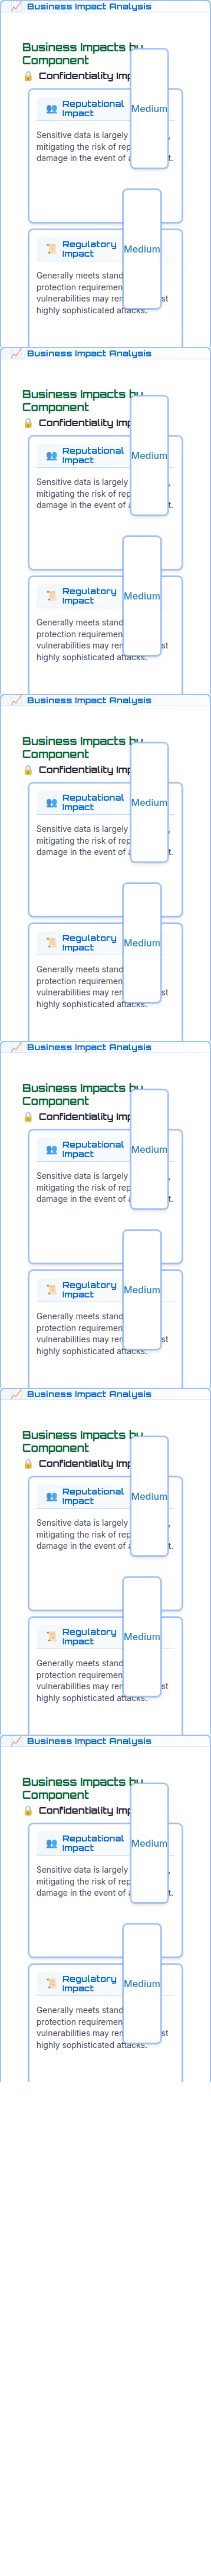 Business Impact Analysis
Business Impacts by
Component
Confidentiality Imp
Medium
Reputational
Impact
Sensitive data is largely
mitigating the risk of rep
damage in the event of a t.
Regulatory
Impact
Medium
Generally meets stand
protection requiremen
vulnerabilities may st
highly sophisticated attacks.
Business Impact Analysis
Business Impacts by
Component
Confidentiality Imp
Medium
Reputational
Impact
Sensitive data is largely
mitigating the risk of rep
damage in the event of a t.
Regulatory
Impact
Medium
Generally meets stand
protection requiremen
vulnerabilities may st
highly sophisticated attacks.
Business Impact Analysis
Business Impacts by
Component
Confidentiality Imp
Medium
Reputational
Impact
Sensitive data is largely
mitigating the risk of rep
damage in the event of a t.
Regulatory
Impact
Medium
Generally meets stand
protection requiremen
vulnerabilities may st
highly sophisticated attacks.
Business Impact Analysis
Business Impacts by
Component
Confidentiality Imp
Medium
Reputational
Impact
Sensitive data is largely
mitigating the risk of rep
damage in the event of a t.
Regulatory
Impact
Medium
Generally meets stand
protection requiremen
vulnerabilities may st
highly sophisticated attacks.
Business Impact Analysis
Business Impacts by
Component
Confidentiality Imp
Medium
Reputational
Impact
Sensitive data is largely
mitigating the risk of rep
damage in the event of a t.
Regulatory
Impact
Medium
Generally meets stand
protection requiremen
vulnerabilities may st
highly sophisticated attacks.
Business Impact Analysis
Business Impacts by
Component
Confidentiality Imp
Medium
Reputational
Impact
Sensitive data is largely
mitigating the risk of rep
damage in the event of a t.
Regulatory
Impact
Medium
Generally meets stand
protection requiremen
vulnerabilities may st
highly sophisticated attacks.